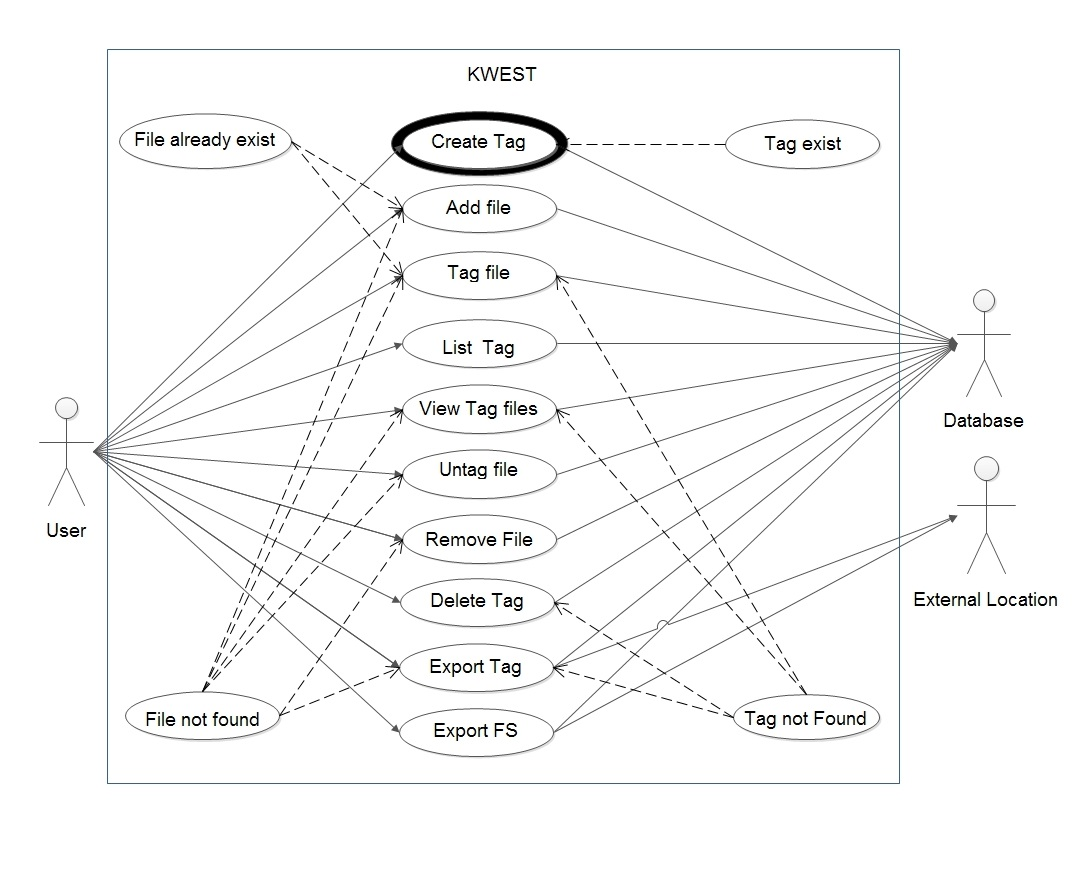 KWEST
File already exist
Create Tag
Tag exist
Add file
Tag file
List Tag
View Tag files
Database
Untag file
User
Remove File
Delete Tag
External Location
Export Tag
File not found
Tag not Found
Export FS